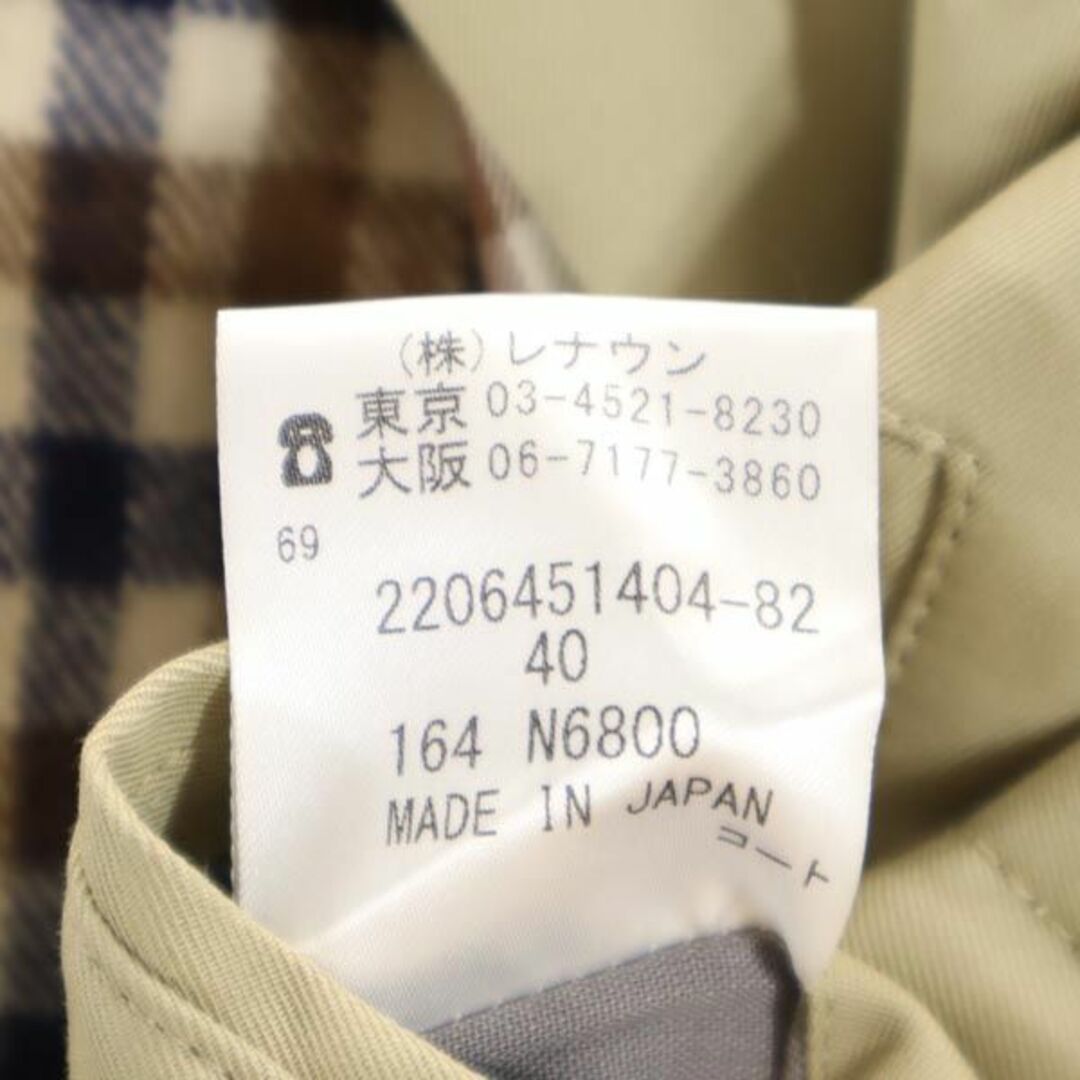 (株)レナウン
東京 03-4521-8230
大阪 06-7177-3860
69
2206451404-82
40
164 N6800
MADE IN JAPAN
コート